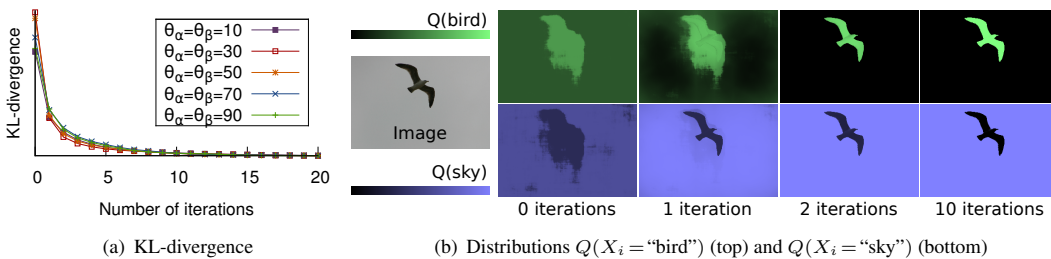 KL-divergence
θα=θβ=10
θα=θβ=30
θα=θβ=50
θα=θβ=70
θα=θβ=90
0 5 10 15 20
Number of iterations
(a) KL-divergence
Q(bird)
Image
Q(sky)
0 iterations 1 iteration 2 iterations 10 iterations
(b) Distributions Q(Xi = “bird”) (top) and Q(Xi = “sky”) (bottom)